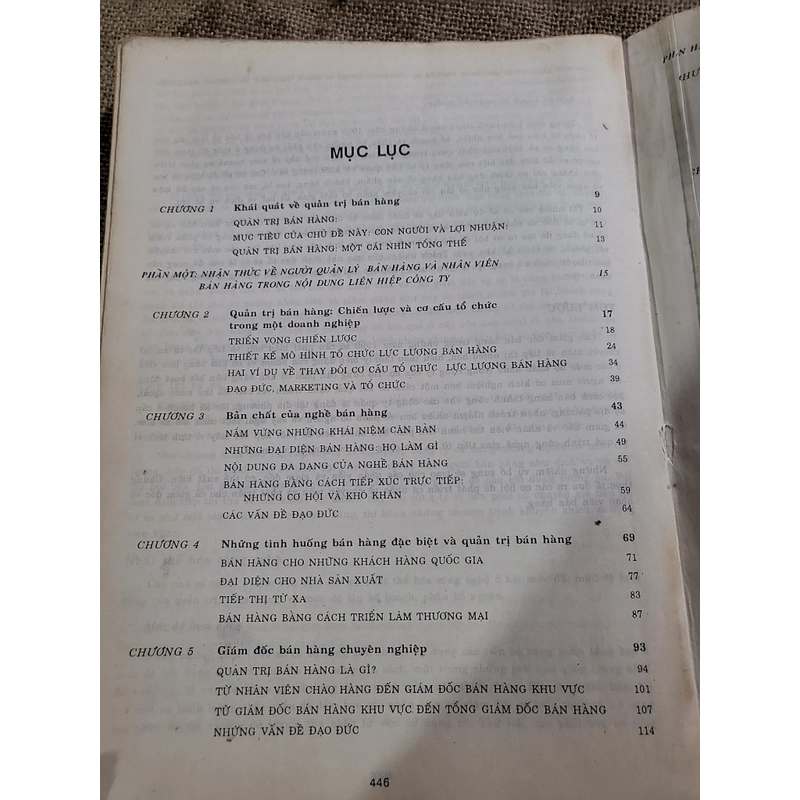 MỤC LỤC
CHƯƠNG 1 Khái quát về quản trị bán hàng 9
QUẢN TRỊ BÁN HÀNG: 10
MỤC TIÊU CỦA CHỦ ĐỀ NÀY: CON NGƯỜI VÀ LỢI NHUẬN: 11
QUẢN TRỊ BÁN HÀNG: MỘT CÁI NHÌN TỔNG THỂ 13
PHẦN MỘT: NHẬN THỨC VỀ NGƯỜI QUẢN LÝ BÁN HÀNG VÀ NHÂN VIÊN
BÁN HÀNG TRONG NỘI DUNG LIÊN HIỆP CÔNG TY 15
CHƯƠNG 2 Quản trị bán hàng: Chiến lược và cơ cấu tổ chức
trong một doanh nghiệp 17
TRIỂN VỌNG CHIẾN LƯỢC 18
THIẾT KẾ MÔ HÌNH TỔ CHỨC LỰC LƯỢNG BÁN HÀNG 24
HAI VÍ DỤ VỀ THAY ĐỔI CƠ CẤU TỔ CHỨC LỰC LƯỢNG BÁN HÀNG 34
ĐẠO ĐỨC, MARKETING VÀ TỔ CHỨC 39
CHƯƠNG 3 Bản chất của nghề bán hàng 43
NẮM VỮNG NHỮNG KHÁI NIỆM CĂN BẢN 44
NHỮNG ĐẠI DIỆN BÁN HÀNG: HỌ LÀM GÌ 49
NỘI DUNG ĐA DẠNG CỦA NGHỀ BÁN HÀNG 55
BÁN HÀNG BẰNG CÁCH TIẾP XÚC TRỰC TIẾP:
NHỮNG CƠ HỘI VÀ KHÓ KHĂN 59
CÁC VẤN ĐỀ ĐẠO ĐỨC 64
CHƯƠNG 4 Những tình huống bán hàng đặc biệt và quản trị bán hàng 69
BÁN HÀNG CHO NHỮNG KHÁCH HÀNG QUỐC GIA 71
ĐẠI DIỆN CHO NHÀ SẢN XUẤT 77
TIẾP THỊ TỪ XA 83
BÁN HÀNG BẰNG CÁCH TRIỂN LÃM THƯƠNG MẠI 87
CHƯƠNG 5 Giám đốc bán hàng chuyên nghiệp 93
QUẢN TRỊ BÁN HÀNG LÀ GÌ? 94
TỪ NHÂN VIÊN CHÀO HÀNG ĐẾN GIÁM ĐỐC BÁN HÀNG KHU VỰC 101
TỪ GIÁM ĐỐC BÁN HÀNG KHU VỰC ĐẾN TỔNG GIÁM ĐỐC BÁN HÀNG 107
NHỮNG VẤN ĐỀ ĐẠO ĐỨC 114
446